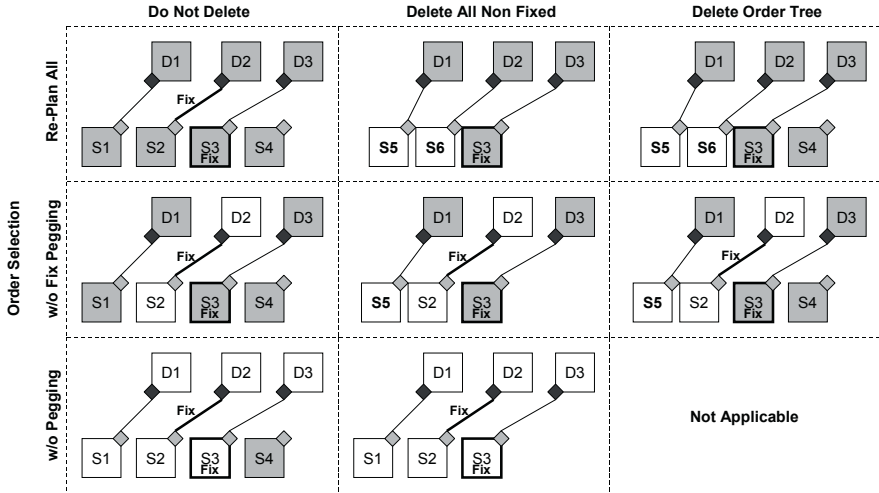 Do Not Delete Delete All Non Fixed Delete Order Tree
Order Selection
Re-Plan All
D1 D2 D3 D1 D2 D3 D1 D2 D3
Fix
S1 S2 S3 S4 S5 S6 S3 S5 S6 S3 S4
Fix Fix Fix
w/o Fix Pegging
D1 D2 D3 D1 D2 D3 D1 D2 D3
Fix Fix Fix
S1 S2 S3 S4 S5 S2 S3 S5 S2 S3 S4
Fix Fix Fix
w/o Pegging
D1 D2 D3 D1 D2 D3
Fix Fix
Not Applicable
S1 S2 S3 S4 S1 S2 S3
Fix Fix